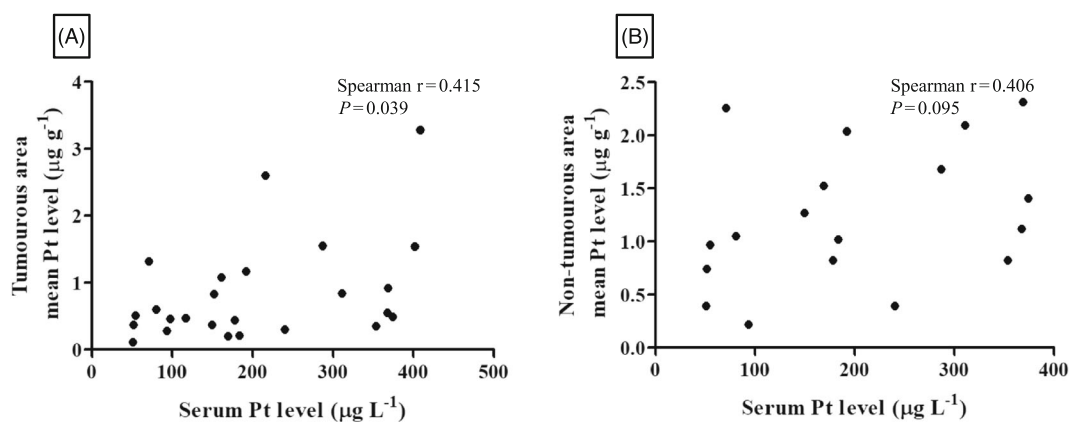 (A)
Spearman r=0.415
P=0.039
4
3
2
1
0
0 100 200 300 400 500
Tumourous area
mean Pt level (μg g-1)
Serum Pt level (μg L-1)
(B)
Spearman r=0.406
P=0.095
2.5
2.0
1.5
1.0
0.5
0.0
0 100 200 300 400
Non-tumourous area
mean Pt level (μg g-1)
Serum Pt level (μg L-1)